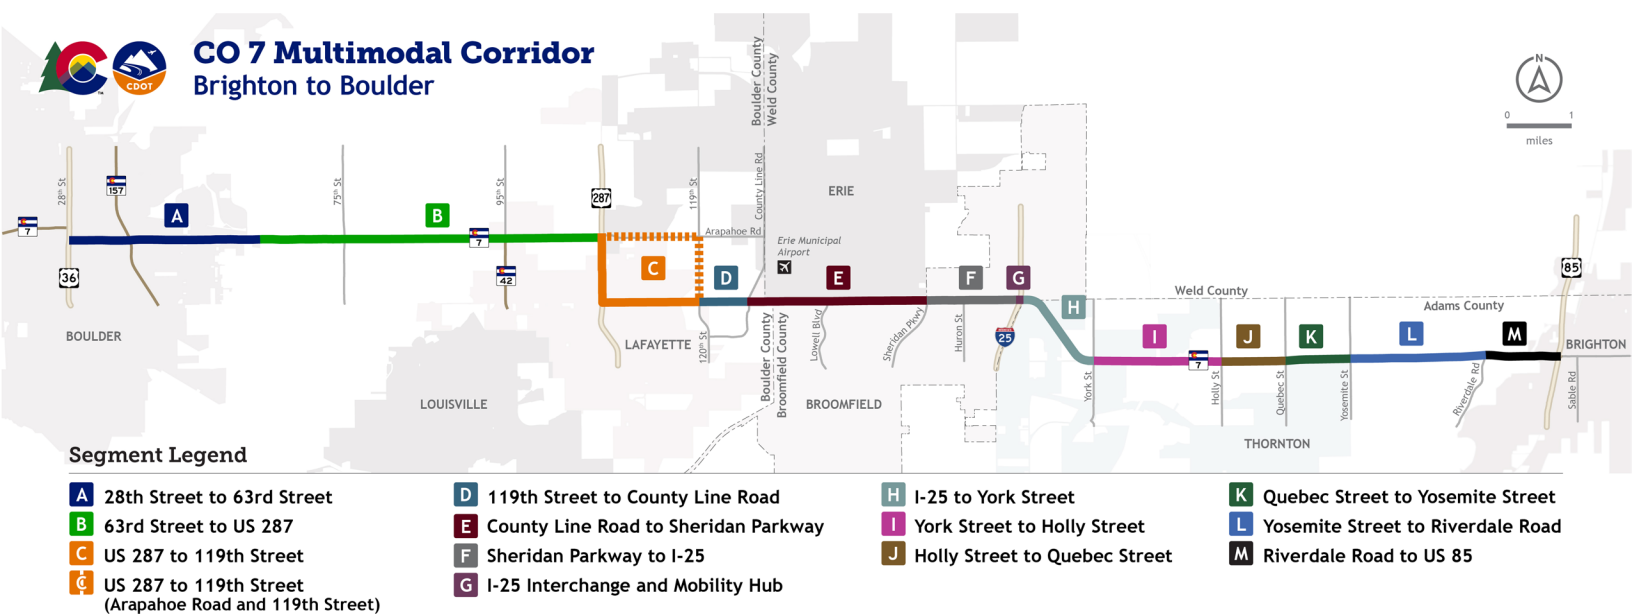 CDOT
CO 7 Multimodal Corridor
Brighton to Boulder
N
0 1
miles
Boulder County
Weld County
28th St
157
75th St
95th St
287
119th St
County Line Rd
ERIE
7
A
B
7
Arapahoe Rd
Erie Municipal
Airport
36
42
C
D
E
F
G
H
85
Weld County
Adams County
BOULDER
LAFAYETTE
120th St
Boulder County
Broomfield County
Lowell Blvd
Sheridan Pkwy
Huron St
INTERSTATE
25
I
7
J
K
L
M
BRIGHTON
York St
Holly St
Quebec St
Yosemite St
Riverdale Rd
Sable Rd
LOUISVILLE
BROOMFIELD
THORNTON
Segment Legend
A 28th Street to 63rd Street
B 63rd Street to US 287
C US 287 to 119th Street
C US 287 to 119th Street
(Arapahoe Road and 119th Street)
D 119th Street to County Line Road
E County Line Road to Sheridan Parkway
F Sheridan Parkway to I-25
G I-25 Interchange and Mobility Hub
H I-25 to York Street
I York Street to Holly Street
J Holly Street to Quebec Street
K Quebec Street to Yosemite Street
L Yosemite Street to Riverdale Road
M Riverdale Road to US 85